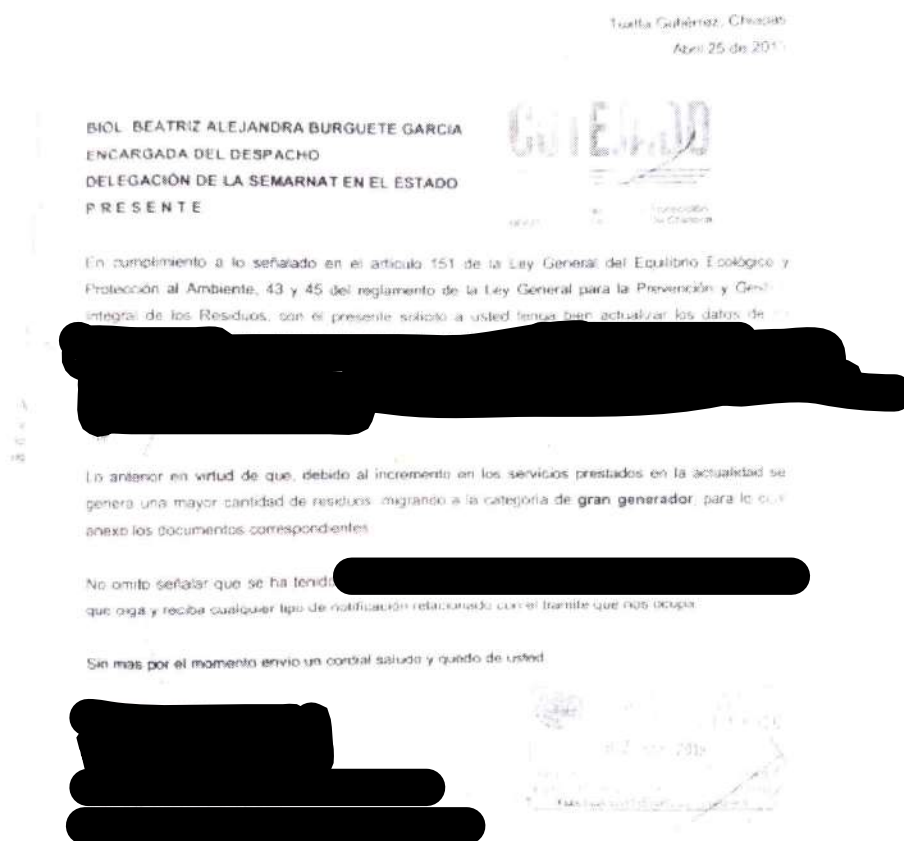 Tuxtla Gutiérrez, Chiapas
Abril 25 de
BIOL. BEATRIZ ALEJANDRA BURGUETE GARCIA
ENCARGADA DEL DESPACHO
DELEGACIÓN DE LA SEMARNAT EN EL ESTADO
P R E S E N T E
COTEJADO
En cumplimiento a lo señalado en el articulo 151 de la Ley General del Equilibrio Ecológico y
Protección al Ambiente, 43 y 45 del reglamento de la Ley General para la Prevención y
Integral de los Residuos, con el presente solicito a usted tenga bien actualizar los datos de
Lo anterior en virtud de que, debido al incremento en los servicios prestados en la actualidad se
genera una mayor cantidad de residuos, migrando a la categoría de gran generador, para lo
anexo los documentos correspondientes
No omito señalar que se ha tenido
que oiga y reciba cualquier tipo de notificación relacionado con el tramite que nos ocupa.
Sin mas por el momento envio un cordial saludo y quedo de usted